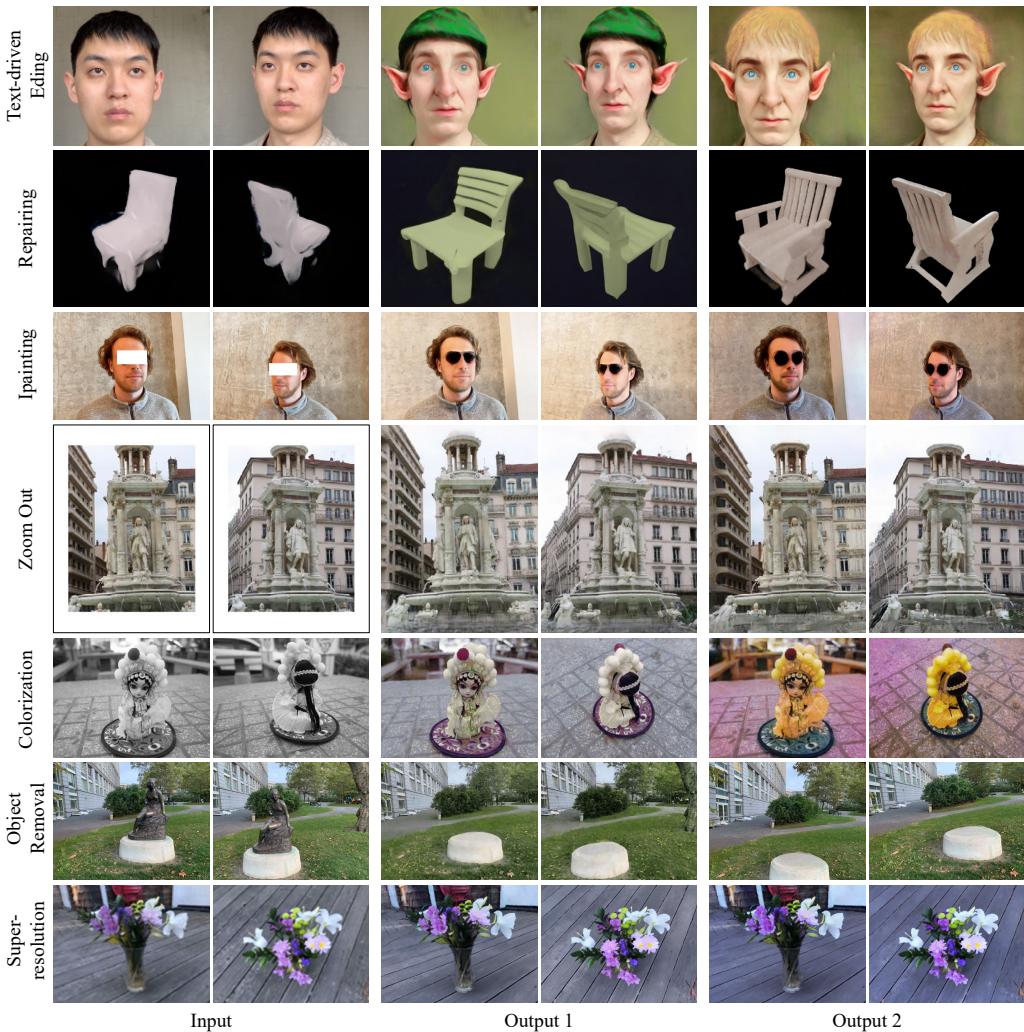 Text-driven
Eding
Repairing
Ipainting
Zoom Out
Colorization
Object
Removal
Super-
resolution
Input
Output 1
Output 2